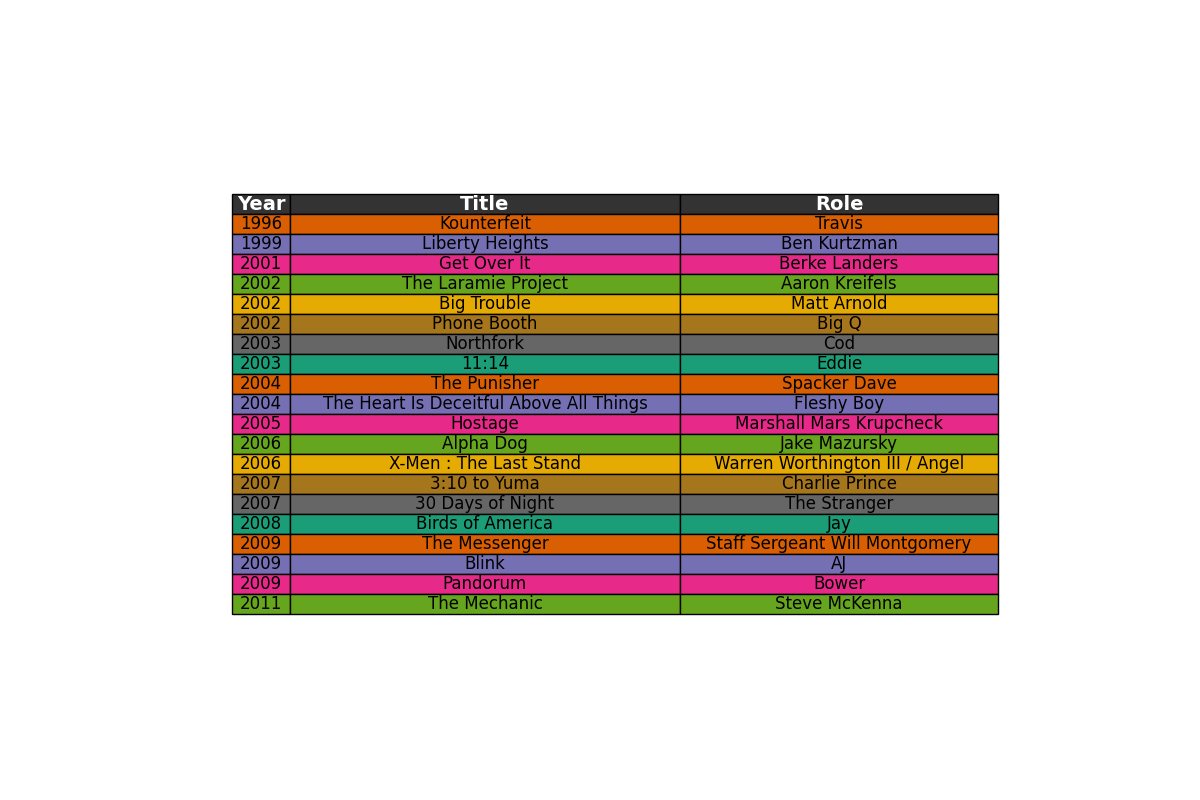 Year Title Role
1996 Kounterfeit Travis
1999 Liberty Heights Ben Kurtzman
2001 Get Over It Berke Landers
2002 The Laramie Project Aaron Kreifels
2002 Big Trouble Matt Arnold
2002 Phone Booth Big Q
2003 Northfork Cod
2003 11:14 Eddie
2004 The Punisher Spacker Dave
2004 The Heart Is Deceitful Above All Things Fleshy Boy
2005 Hostage Marshall Mars Krupcheck
2006 Alpha Dog Jake Mazursky
2006 X-Men : The Last Stand Warren Worthington III / Angel
2007 3:10 to Yuma Charlie Prince
2007 30 Days of Night The Stranger
2008 Birds of America Jay
2009 The Messenger Staff Sergeant Will Montgomery
2009 Blink AJ
2009 Pandorum Bower
2011 The Mechanic Steve McKenna